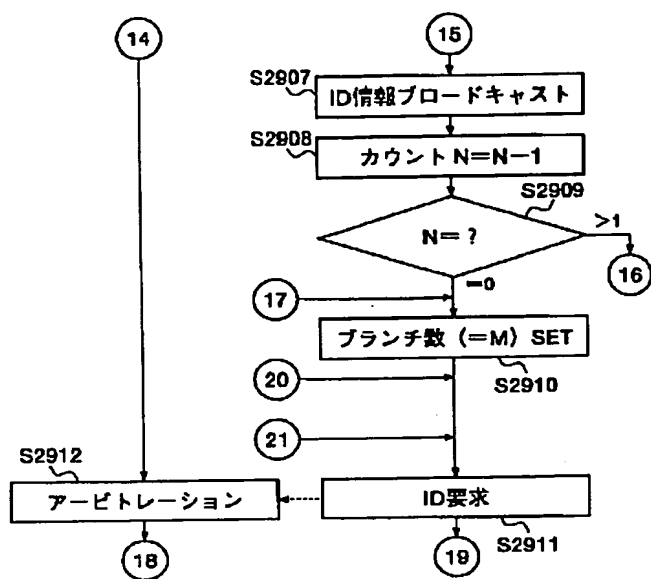 14
15
S2907
ID情報ブロードキャスト
S2908
カウント N=N-1
S2909
N=?
>1
16
=0
17
ブランチ数 (=M) SET
S2910
20
21
S2912
アービトレーション
ID要求
S2911
18
19